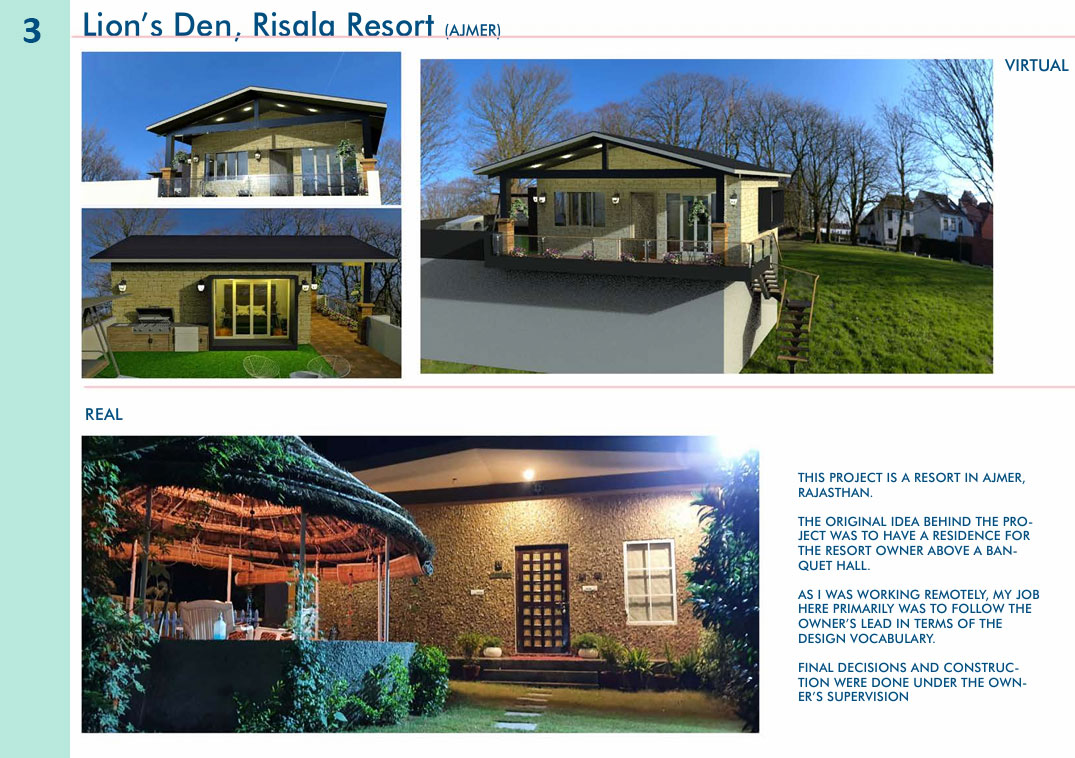 3
Lion's Den, Risala Resort (AJMER)
VIRTUAL
REAL
THIS PROJECT IS A RESORT IN AJMER,
RAJASTHAN.
THE ORIGINAL IDEA BEHIND THE PRO-
JECT WAS TO HAVE A RESIDENCE FOR
THE RESORT OWNER ABOVE A BAN-
QUET HALL.
AS I WAS WORKING REMOTELY, MY JOB
HERE PRIMARILY WAS TO FOLLOW THE
OWNER'S LEAD IN TERMS OF THE
DESIGN VOCABULARY.
FINAL DECISIONS AND CONSTRUC-
TION WERE DONE UNDER THE OWN-
ER'S SUPERVISION